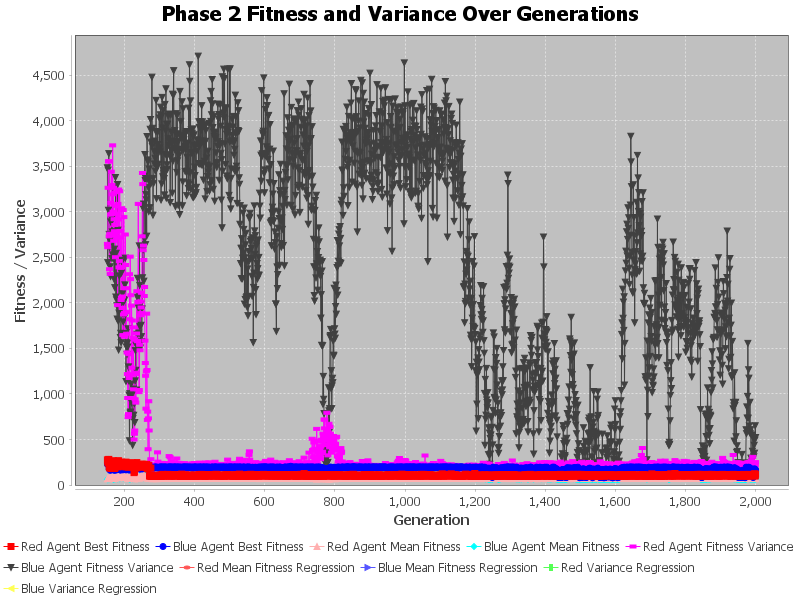 Phase 2 Fitness and Variance Over Generations
4,500
4,000
3,500
3,000
2,500
2,000
1,500
1,000
500
0
Fitness / Variance
200 400 600 800 1,000 1,200 1,400 1,600 1,800 2,000
Generation
Red Agent Best Fitness Blue Agent Best Fitness Red Agent Mean Fitness Blue Agent Mean Fitness Red Agent Fitness Variance
Blue Agent Fitness Variance Red Mean Fitness Regression Blue Mean Fitness Regression Red Variance Regression
Blue Variance Regression